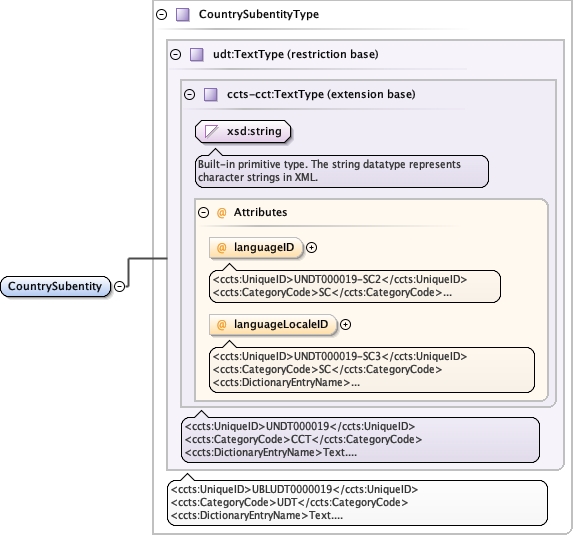 CountrySubentityType
udt:TextType (restriction base)
ccts-cct:TextType (extension base)
xsd:string
Built-in primitive type. The string datatype represents
character strings in XML.
@ Attributes
@ languageID
<ccts:UniqueID>UNDT000019-SC2</ccts:UniqueID>
<ccts:CategoryCode>SC</ccts:CategoryCode>...
@ languageLocaleID
<ccts:UniqueID>UNDT000019-SC3</ccts:UniqueID>
<ccts:CategoryCode>SC</ccts:CategoryCode>
<ccts:DictionaryEntryName>...
CountrySubentity
<ccts:UniqueID>UNDT000019</ccts:UniqueID>
<ccts:CategoryCode>CCT</ccts:CategoryCode>
<ccts:DictionaryEntryName>Text....
<ccts:UniqueID>UBLUDT0000019</ccts:UniqueID>
<ccts:CategoryCode>UDT</ccts:CategoryCode>
<ccts:DictionaryEntryName>Text....